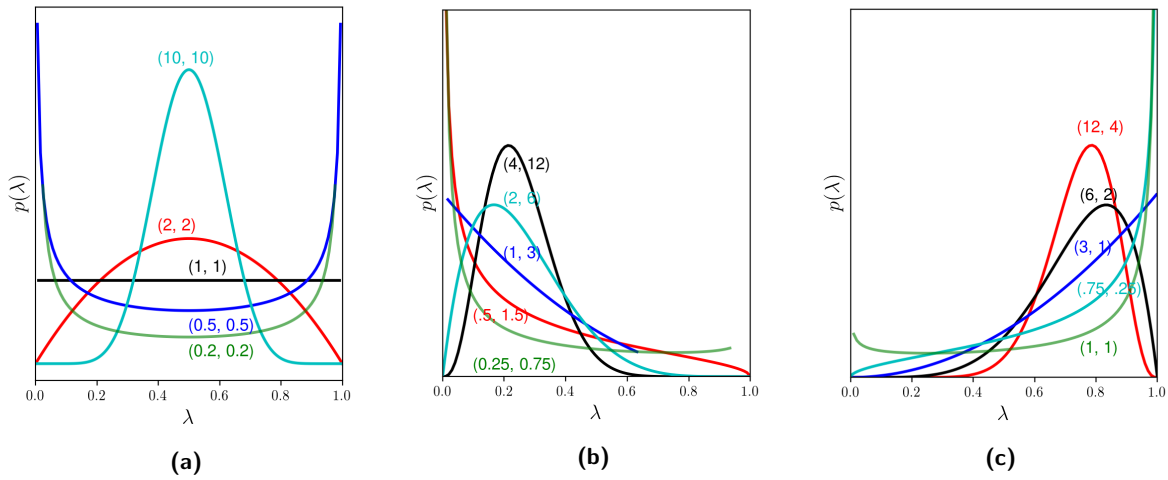 (10, 10)
(2, 2)
(1, 1)
(0.5, 0.5)
(0.2, 0.2)
p(λ)
0.0 0.2 0.4 0.6 0.8 1.0
λ
(a)
(4, 12)
(2, 6)
(1, 3)
(.5, 1.5)
(0.25, 0.75)
p(λ)
0.0 0.2 0.4 0.6 0.8 1.0
λ
(b)
(12, 4)
(6, 2)
(3, 1)
(.75, .25)
(1, 1)
p(λ)
0.0 0.2 0.4 0.6 0.8 1.0
λ
(c)